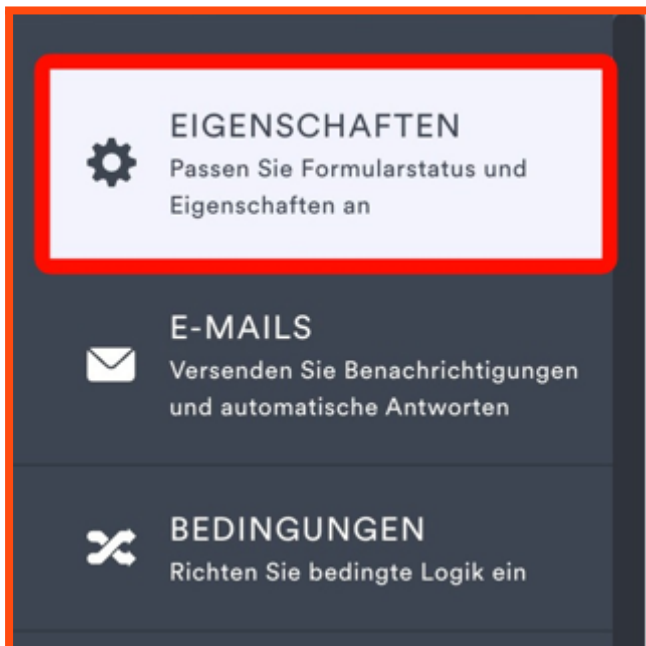 EIGENSCHAFTEN
Passen Sie Formularstatus und
Eigenschaften an
E-MAILS
Versenden Sie Benachrichtigungen
und automatische Antworten
BEDINGUNGEN
Richten Sie bedingte Logik ein